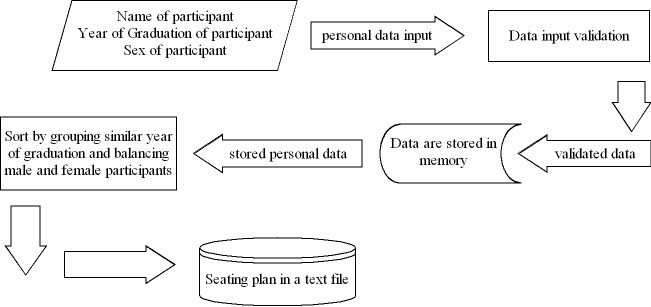 Name of participant
Year of Graduation of participant
Sex of participant
personal data input
Data input validation
Sort by grouping similar year
of graduation and balancing
male and female participants
stored personal data
Data are stored in
memory
validated data
Seating plan in a text file